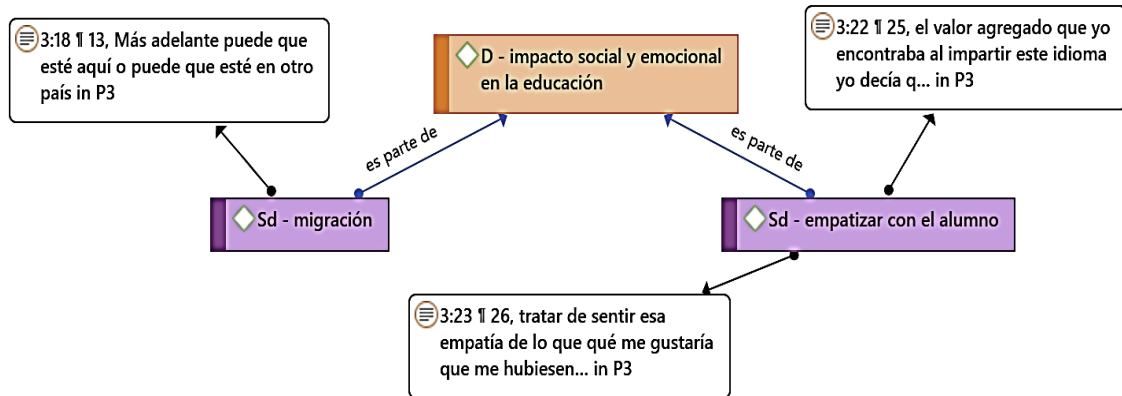 3:18 ¶ 13, Más adelante puede que
esté aquí o puede que esté en otro
país in P3
D - impacto social y emocional
en la educación
3:22 ¶ 25, el valor agregado que yo
encontraba al impartir este idioma
yo decía q... in P3
es parte de
es parte de
Sd - migración
Sd - empatizar con el alumno
3:23 ¶ 26, tratar de sentir esa
empatía de lo que qué me gustaría
que me hubiesen... in P3